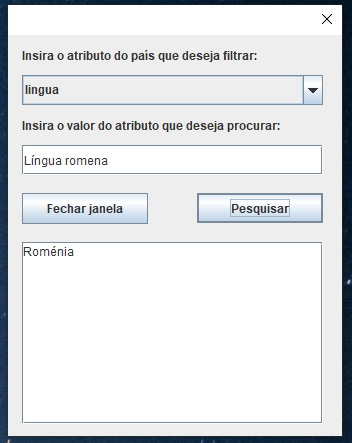 Insira o atributo do país que deseja filtrar:
lingua
Insira o valor do atributo que deseja procurar:
Língua romena
Fechar janela
Pesquisar
Roménia